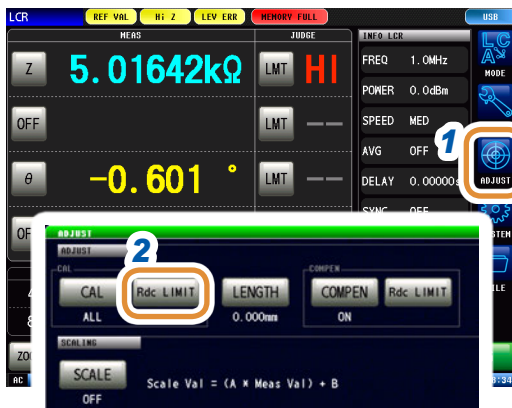 LCR REF VAL Hi Z LEV ERR MEMORY FULL USB
MEAS JUDGE INFO LCR
Z 5.01642kΩ LMT HI
FREQ 1.0MHz
MODE
POWER 0.0dBm
OFF LMT --
SPEED MED
AVG OFF
1
θ -0.601 ° LMT --
DELAY 0.00000s
ADJUST
SYNC OFF
ADJUST
ADJUST
2
CAL COMPEN
CAL Rdc LIMIT LENGTH COMPEN Rdc LIMIT
ALL 0.000mm ON
SCALING
SCALE
OFF
Scale Val = (A * Meas Val) + B
AC